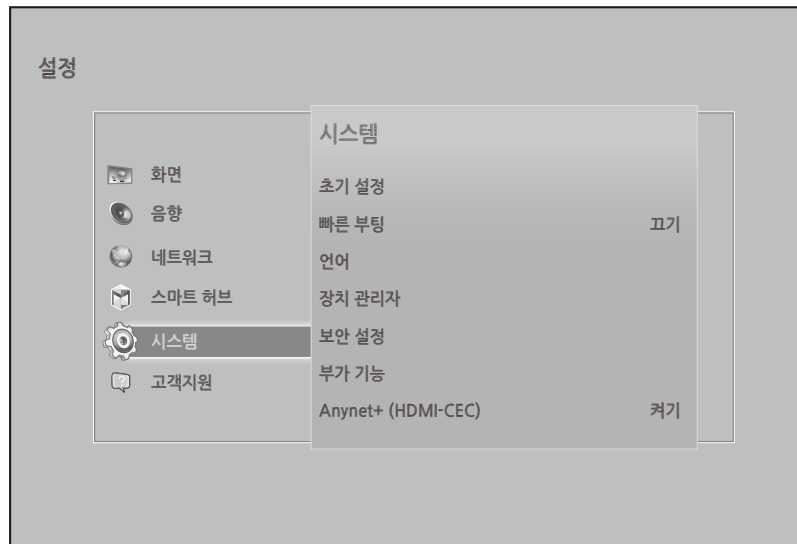 설정
화면
음향
네트워크
스마트 허브
시스템
고객지원
시스템
초기 설정
빠른 부팅 끄기
언어
장치 관리자
보안 설정
부가 기능
Anynet+ (HDMI-CEC) 켜기